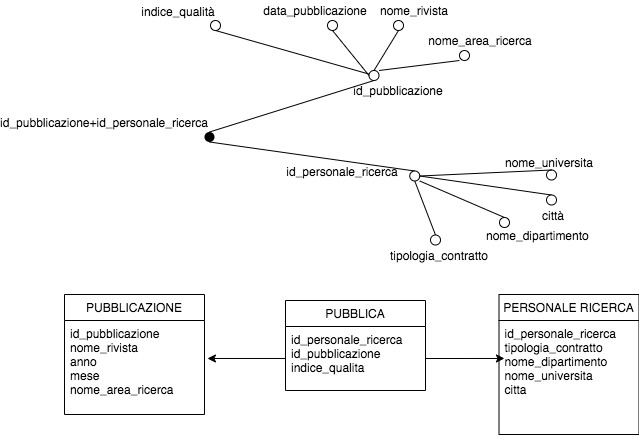 indice_qualità
data_pubblicazione
nome_rivista
nome_area_ricerca
id_pubblicazione
id_pubblicazione+id_personale_ricerca
id_personale_ricerca
nome_universita
città
nome_dipartimento
tipologia_contratto
PUBBLICAZIONE
id_pubblicazione
nome_rivista
anno
mese
nome_area_ricerca
PUBBLICA
id_personale_ricerca
id_pubblicazione
indice_qualita
PERSONALE RICERCA
id_personale_ricerca
tipologia_contratto
nome_dipartimento
nome_universita
citta